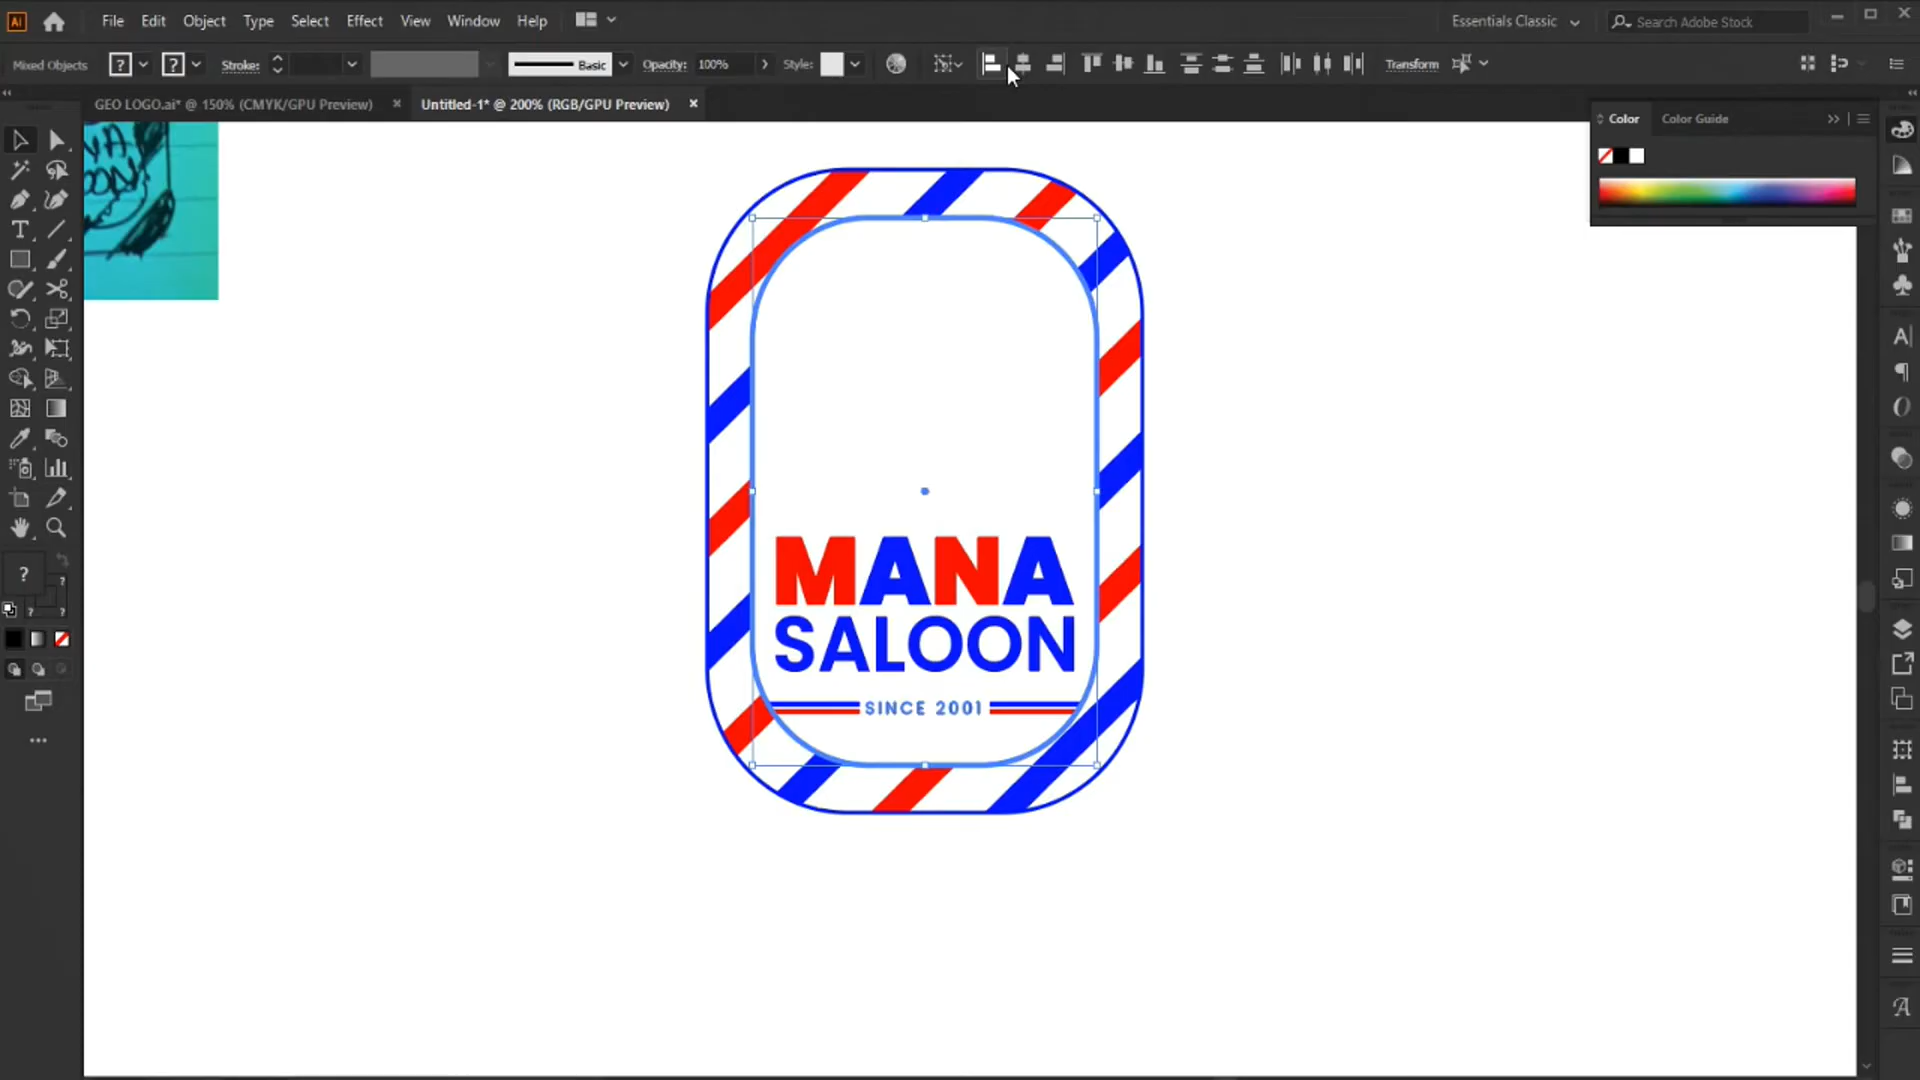 Ai File Edit Object Type Select Effect View Window Help Essentials Classic Search Adobe Stock
Mixed Objects ? ? Stroke: Basic Opacity: 100% Style: Transform
GEO LOGO.ai* @ 150% (CMYK/GPU Preview) × Untitled-1* @ 200% (RGB/GPU Preview) ×
Color Color Guide
MANA
SALOON
SINCE 2001